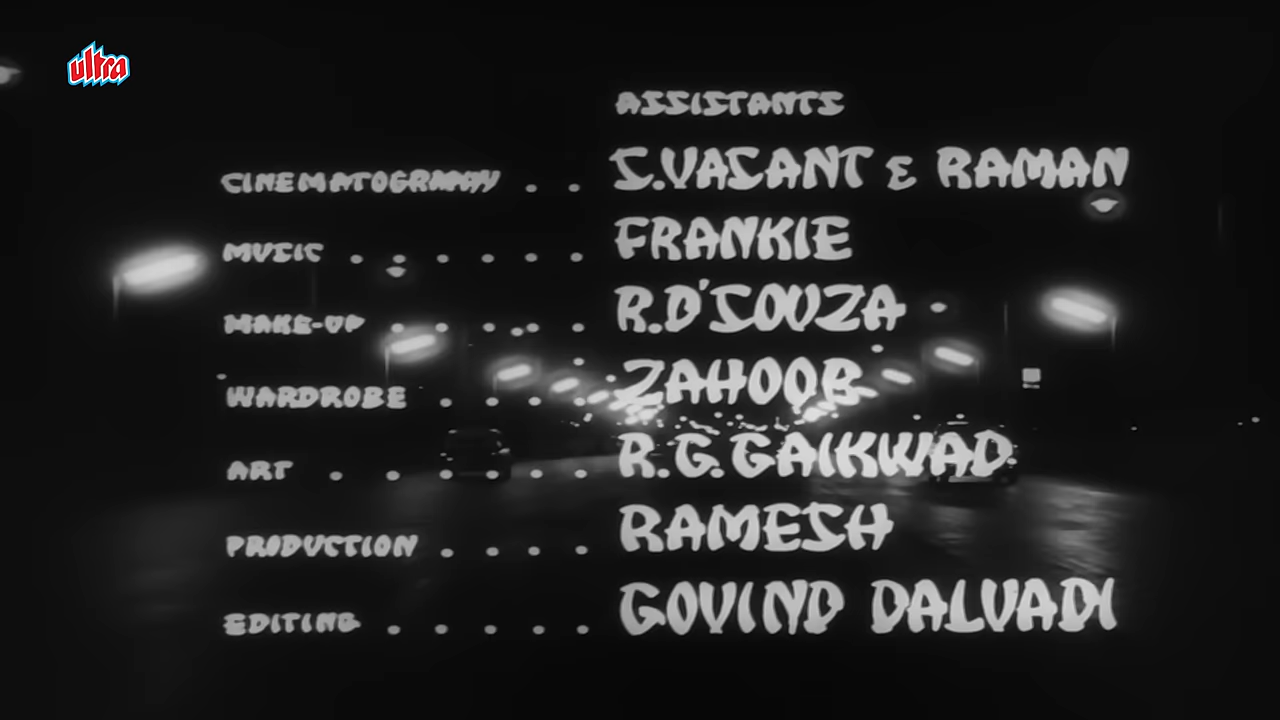 ultra
ASSISTANTS
CINEMATOGRAPHY . . S.VASANT & RAMAN
MUSIC . . . . . . FRANKIE
MAKE-UP . . . . . R.D'SOUZA
WARDROBE . . . . ZAHOOR
ART . . . . . . R.G.GAIKWAD
PRODUCTION . . . . RAMESH
EDITING . . . . . GOVIND DALVADI